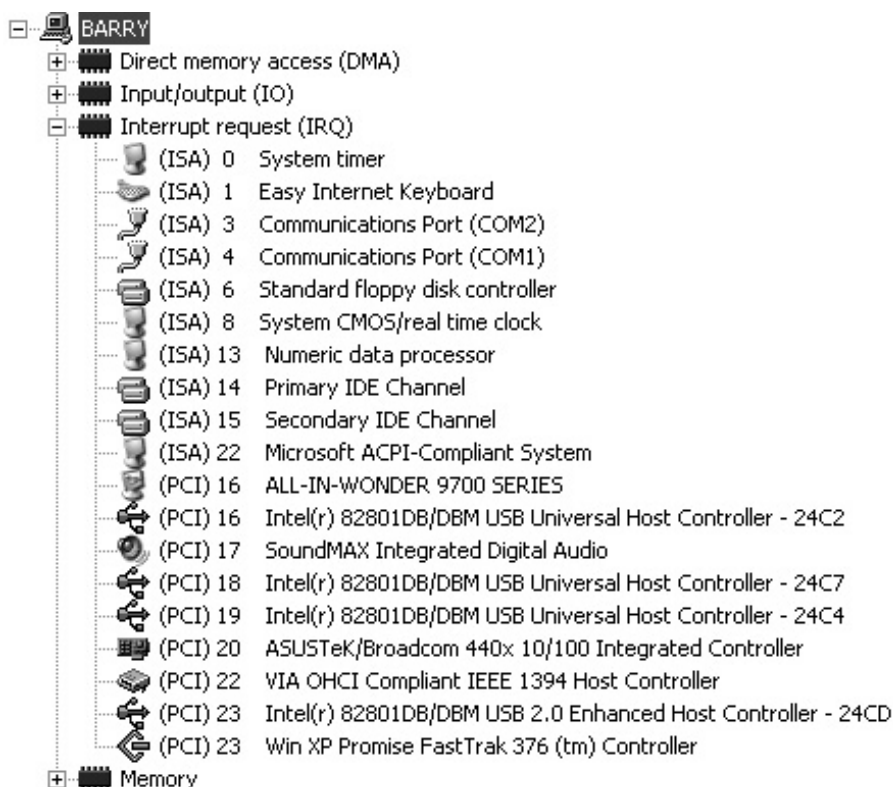 BARRY
Direct memory access (DMA)
Input/output (IO)
Interrupt request (IRQ)
(ISA) 0 System timer
(ISA) 1 Easy Internet Keyboard
(ISA) 3 Communications Port (COM2)
(ISA) 4 Communications Port (COM1)
(ISA) 6 Standard floppy disk controller
(ISA) 8 System CMOS/real time clock
(ISA) 13 Numeric data processor
(ISA) 14 Primary IDE Channel
(ISA) 15 Secondary IDE Channel
(ISA) 22 Microsoft ACPI-Compliant System
(PCI) 16 ALL-IN-WONDER 9700 SERIES
(PCI) 16 Intel(r) 82801DB/DBM USB Universal Host Controller - 24C2
(PCI) 17 SoundMAX Integrated Digital Audio
(PCI) 18 Intel(r) 82801DB/DBM USB Universal Host Controller - 24C7
(PCI) 19 Intel(r) 82801DB/DBM USB Universal Host Controller - 24C4
(PCI) 20 ASUSTeK/Broadcom 440x 10/100 Integrated Controller
(PCI) 22 VIA OHCI Compliant IEEE 1394 Host Controller
(PCI) 23 Intel(r) 82801DB/DBM USB 2.0 Enhanced Host Controller - 24CD
(PCI) 23 Win XP Promise FastTrak 376 (tm) Controller
Memory